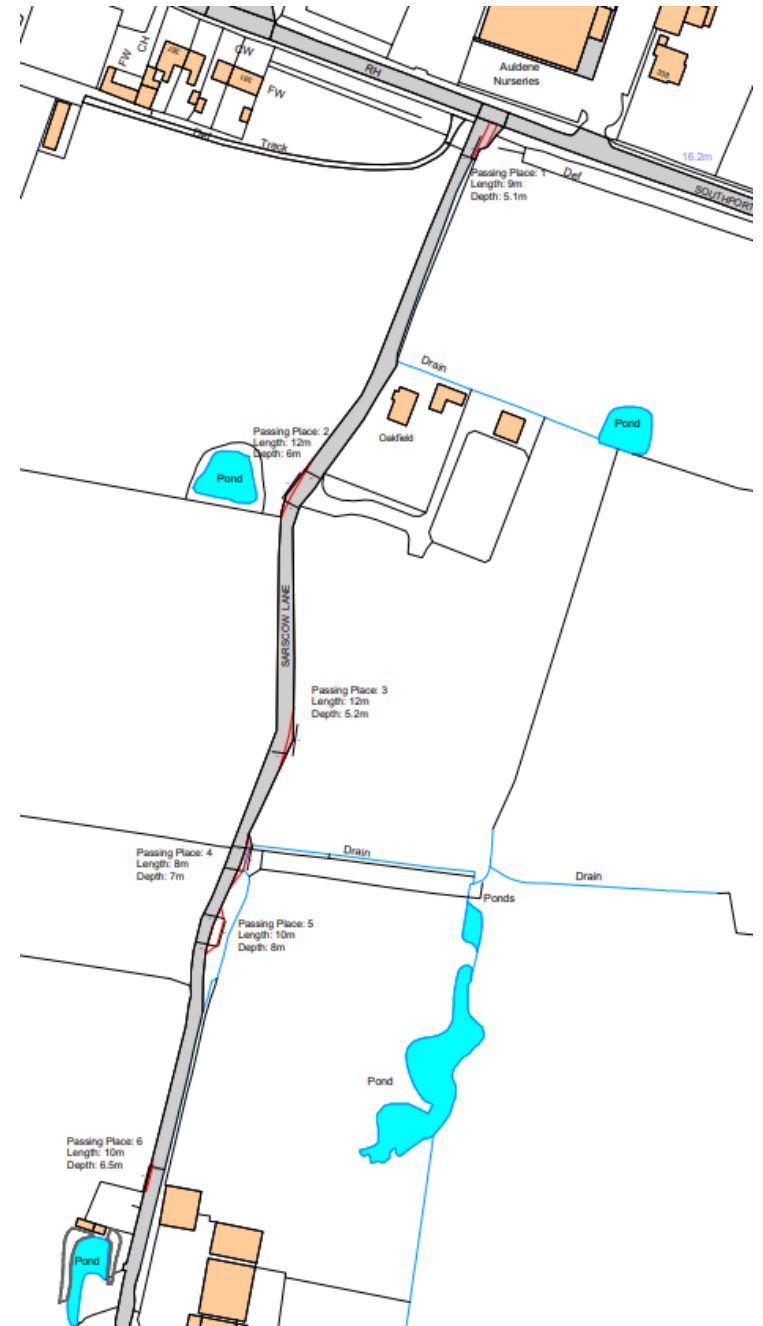 FW
CH
367
CW
361
FW
RH
Auldene
Nurseries
358
16.2m
Def
Track
Def
SOUTHPORT
Passing Place: 1
Length: 9m
Depth: 5.1m
Drain
Oakfield
Pond
Passing Place: 2
Length: 12m
Depth: 6m
Pond
SARSCOW LANE
Passing Place: 3
Length: 12m
Depth: 5.2m
Passing Place: 4
Length: 8m
Depth: 7m
Drain
Drain
Ponds
Passing Place: 5
Length: 10m
Depth: 8m
Pond
Passing Place: 6
Length: 10m
Depth: 6.5m
Pond